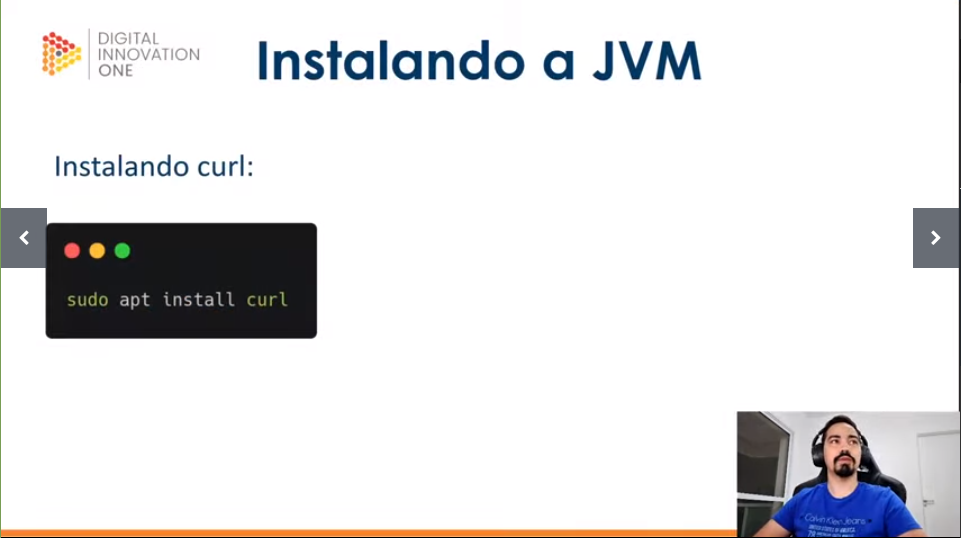 DIGITAL
INNOVATION
ONE
Instalando a JVM
Instalando curl:
sudo apt install curl
Calvin Klein Jeans